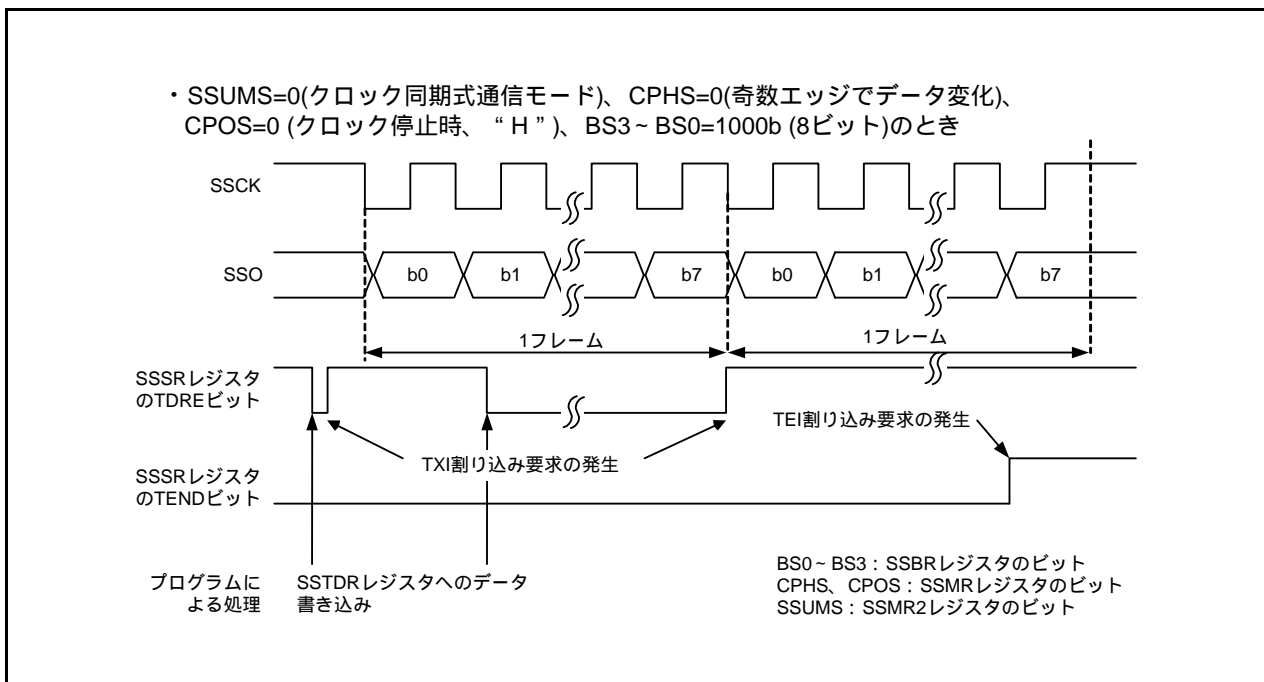 ・SSUMS=0(クロック同期式通信モード)、CPHS=0(奇数エッジでデータ変化)、
CPOS=0 (クロック停止時、“H”)、BS3～BS0=1000b (8ビット)のとき
SSCK
SSO
b0
b1
b7
b0
b1
b7
1フレーム
1フレーム
SSSRレジスタ
のTDREビット
TEI割り込み要求の発生
TXI割り込み要求の発生
SSSRレジスタ
のTENDビット
プログラムに
よる処理
SSTDRレジスタへのデータ
書き込み
BS0～BS3：SSBRレジスタのビット
CPHS、CPOS：SSMRレジスタのビット
SSUMS：SSMR2レジスタのビット